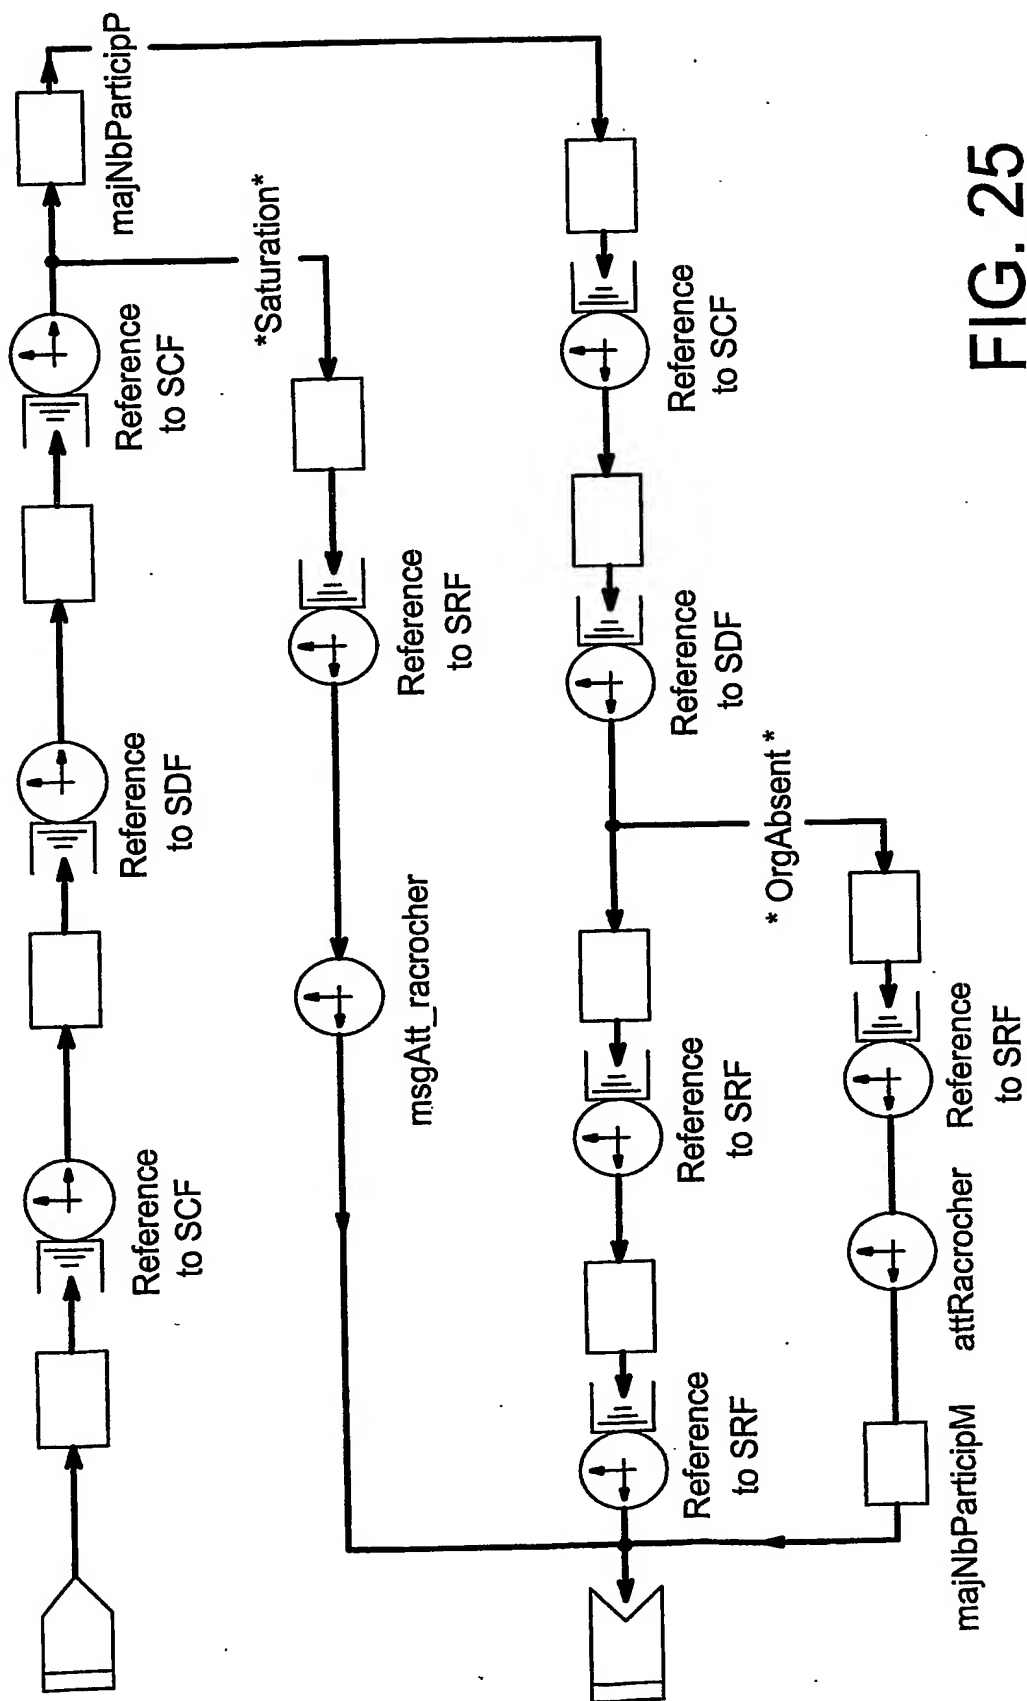 Reference
to SCF
Reference
to SDF
Reference
to SCF
majNbParticipP
*Saturation*
msgAtt_racrocher
Reference
to SRF
Reference
to SRF
Reference
to SRF
Reference
to SDF
Reference
to SCF
* OrgAbsent *
majNbParticipM
attRacrocher
Reference
to SRF
FIG. 25